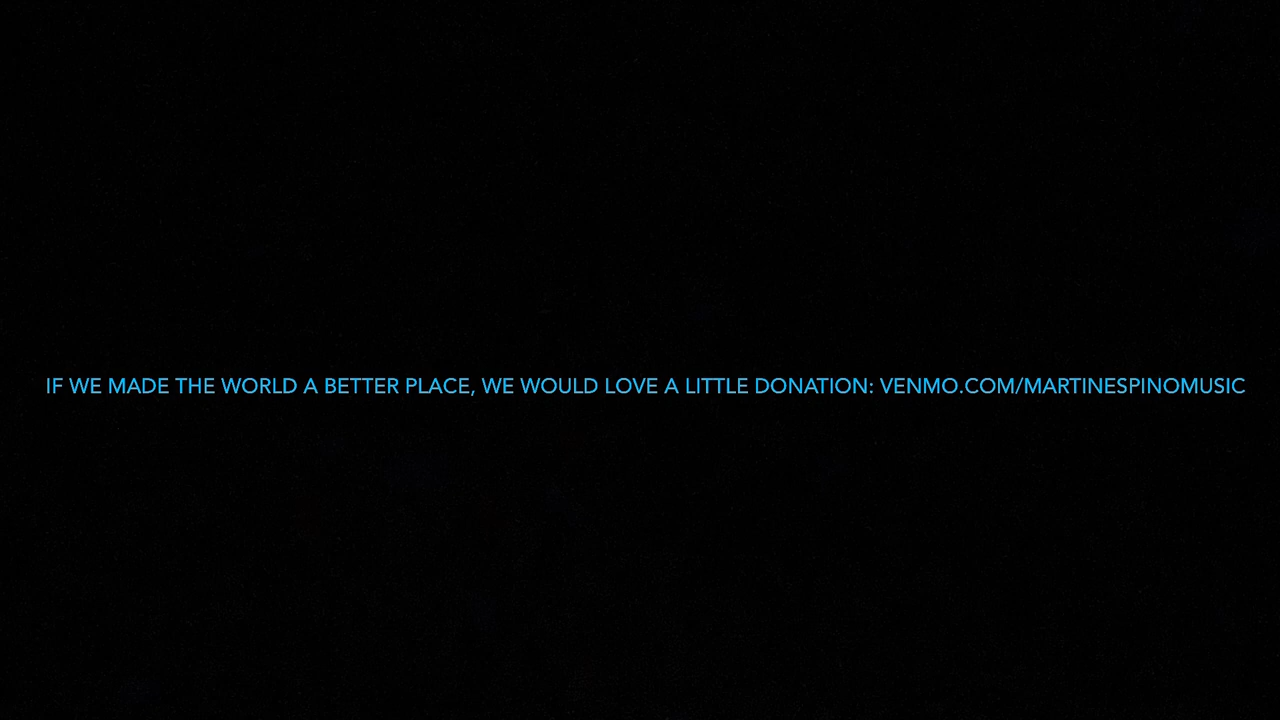 IF WE MADE THE WORLD A BETTER PLACE, WE WOULD LOVE A LITTLE DONATION: VENMO.COM/MARTINESPINOMUSIC